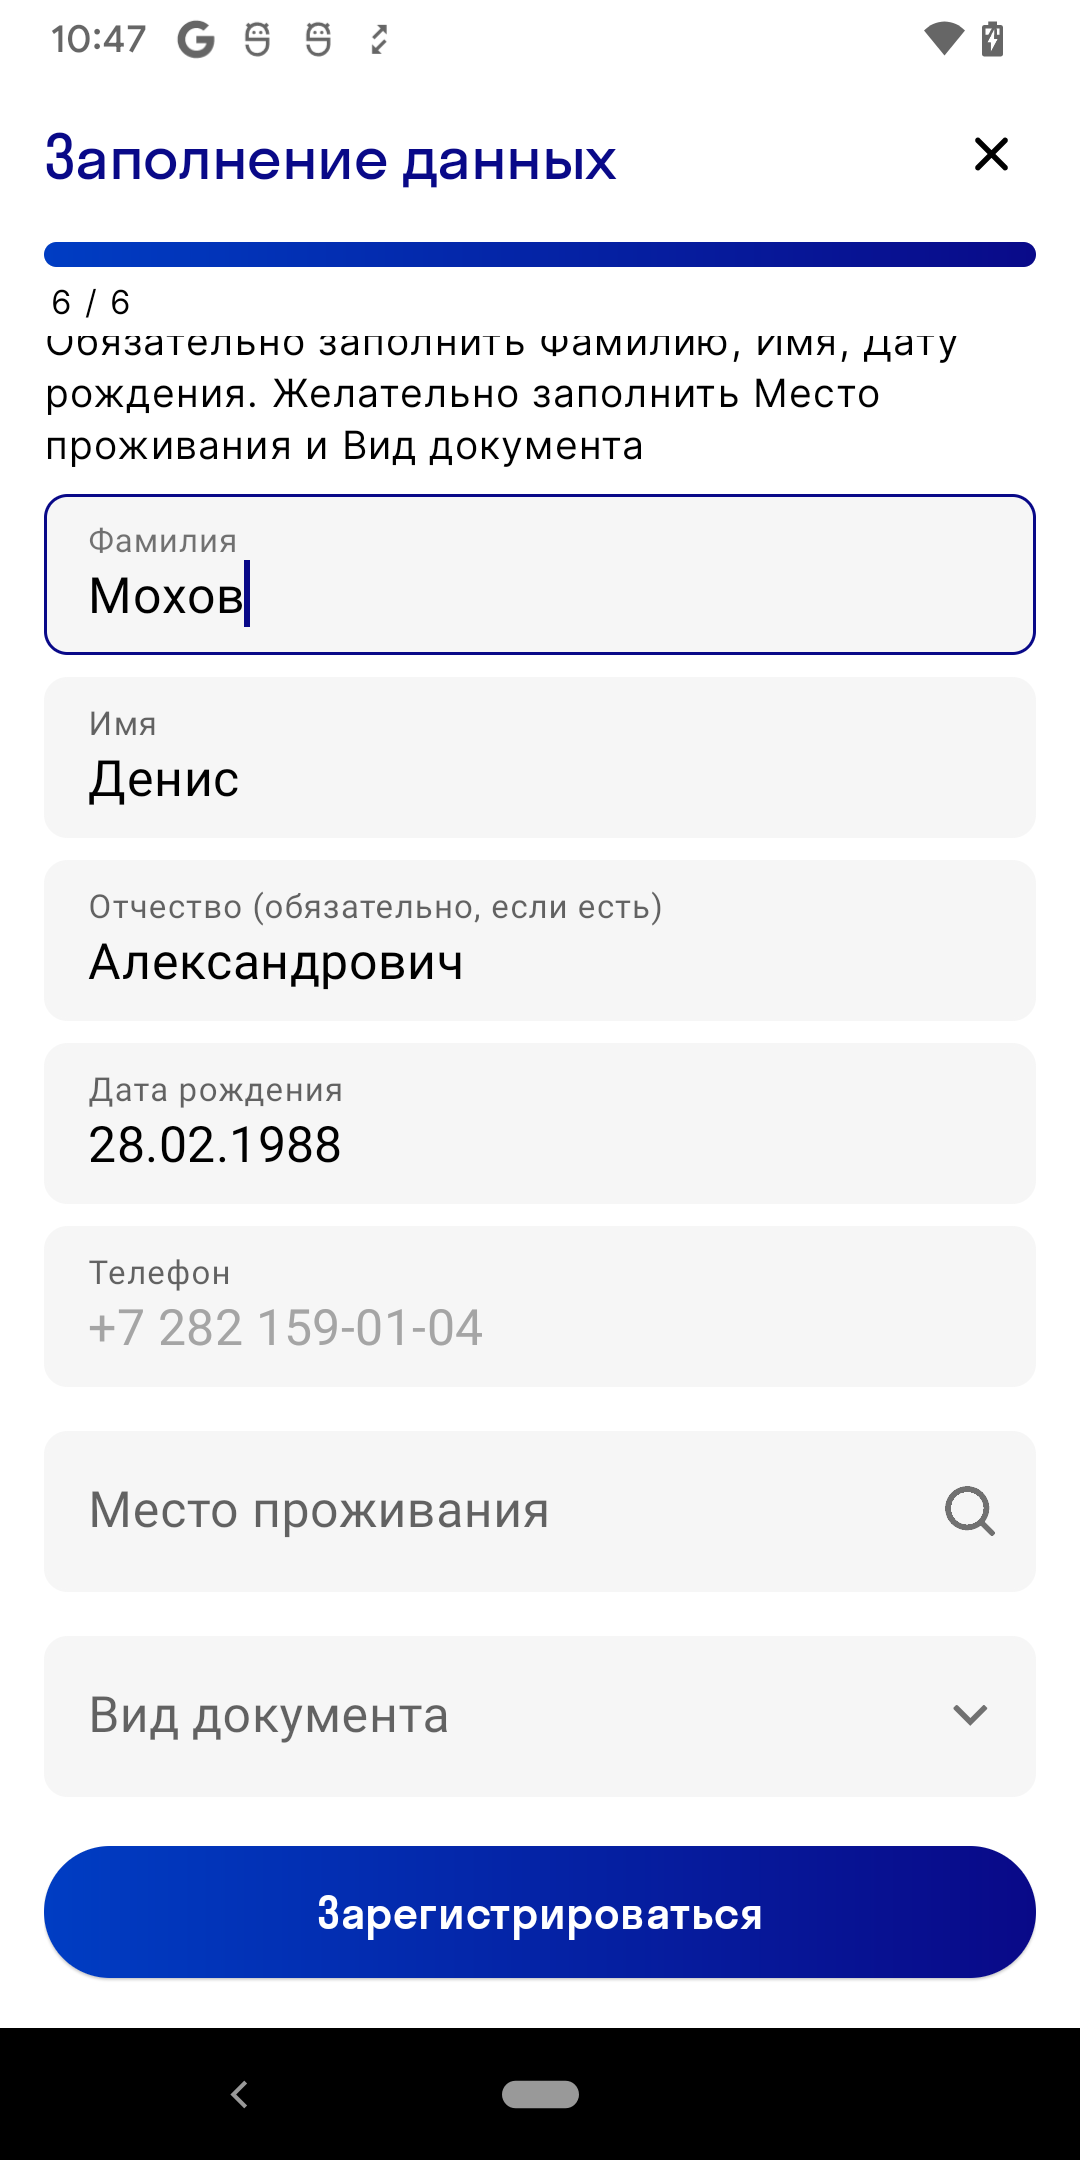 10:47
Заполнение данных
6 / 6
Обязательно заполнить Фамилию, Имя, Дату
рождения. Желательно заполнить Место
проживания и Вид документа
Фамилия
Мохов
Имя
Денис
Отчество (обязательно, если есть)
Александрович
Дата рождения
28.02.1988
Телефон
+7 282 159-01-04
Место проживания
Вид документа
Зарегистрироваться